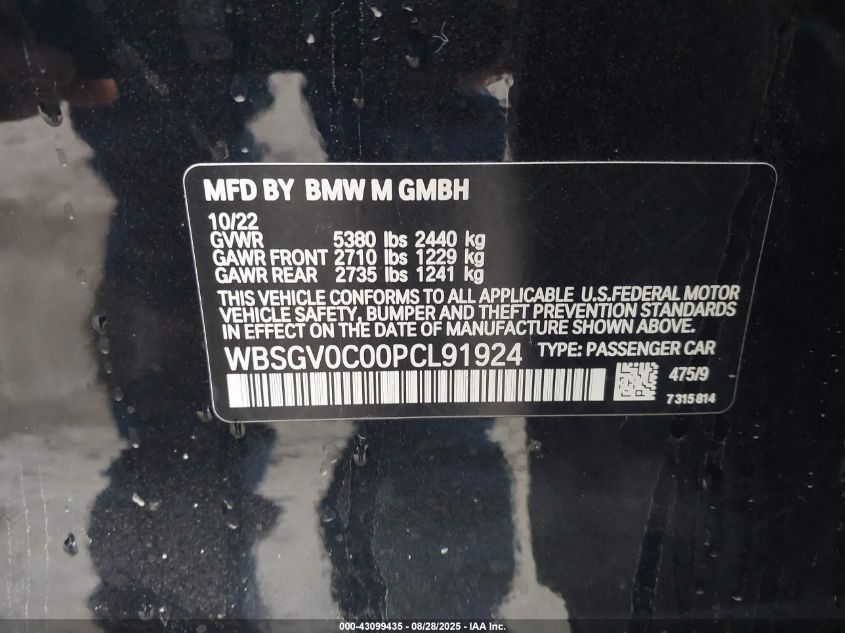 MFD BY BMW M GMBH
10/22
GVWR 5380 lbs 2440 kg
GAWR FRONT 2710 lbs 1229 kg
GAWR REAR 2735 lbs 1241 kg
THIS VEHICLE CONFORMS TO ALL APPLICABLE U.S.FEDERAL MOTOR
VEHICLE SAFETY, BUMPER AND THEFT PREVENTION STANDARDS
IN EFFECT ON THE DATE OF MANUFACTURE SHOWN ABOVE.
WBSGV0C00PCL91924 TYPE: PASSENGER CAR
475/9
7315814
000-43099435 - 08/28/2025 - IAA Inc.